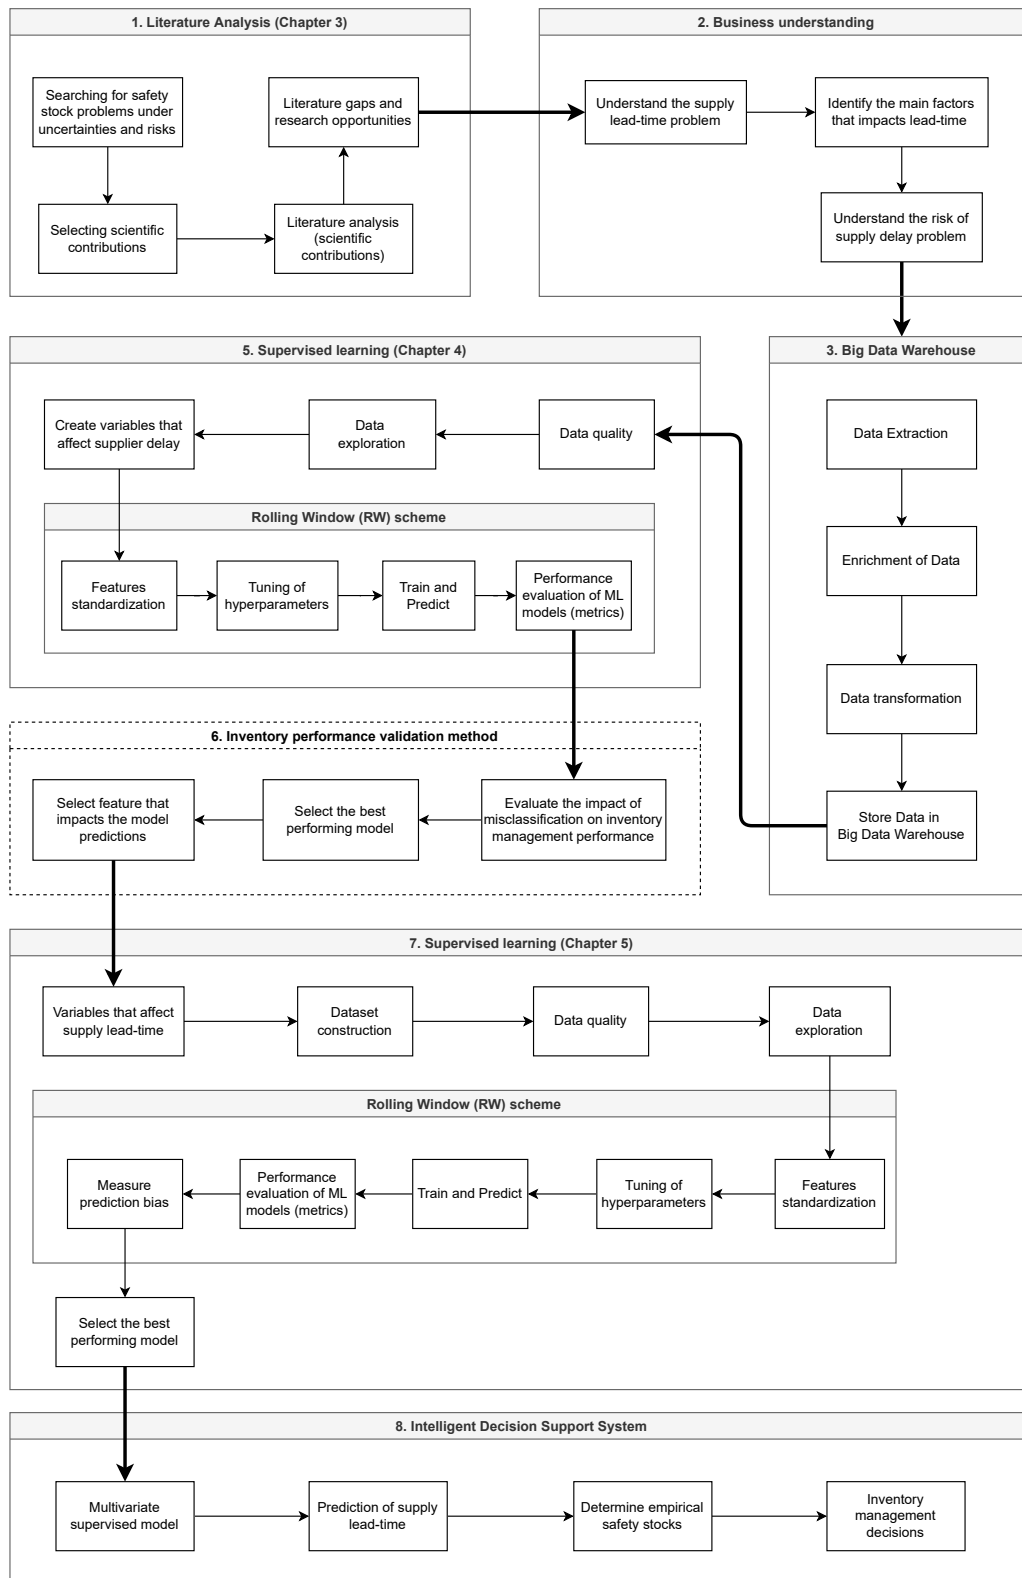 1. Literature Analysis (Chapter 3)
Searching for safety
stock problems under
uncertainties and risks
Literature gaps and
research opportunities
Selecting scientific
contributions
Literature analysis
(scientific
contributions)
2. Business understanding
Understand the supply
lead-time problem
Identify the main factors
that impacts lead-time
Understand the risk of
supply delay problem
3. Big Data Warehouse
Data Extraction
Enrichment of Data
Data transformation
Store Data in
Big Data Warehouse
5. Supervised learning (Chapter 4)
Create variables that
affect supplier delay
Data
exploration
Data quality
Rolling Window (RW) scheme
Features
standardization
Tuning of
hyperparameters
Train and
Predict
Performance
evaluation of ML
models (metrics)
6. Inventory performance validation method
Select feature that
impacts the model
predictions
Select the best
performing model
Evaluate the impact of
misclassification on inventory
management performance
7. Supervised learning (Chapter 5)
Variables that affect
supply lead-time
Dataset
construction
Data quality
Data
exploration
Rolling Window (RW) scheme
Measure
prediction bias
Performance
evaluation of ML
models (metrics)
Train and Predict
Tuning of
hyperparameters
Features
standardization
Select the best
performing model
8. Intelligent Decision Support System
Multivariate
supervised model
Prediction of supply
lead-time
Determine empirical
safety stocks
Inventory
management
decisions